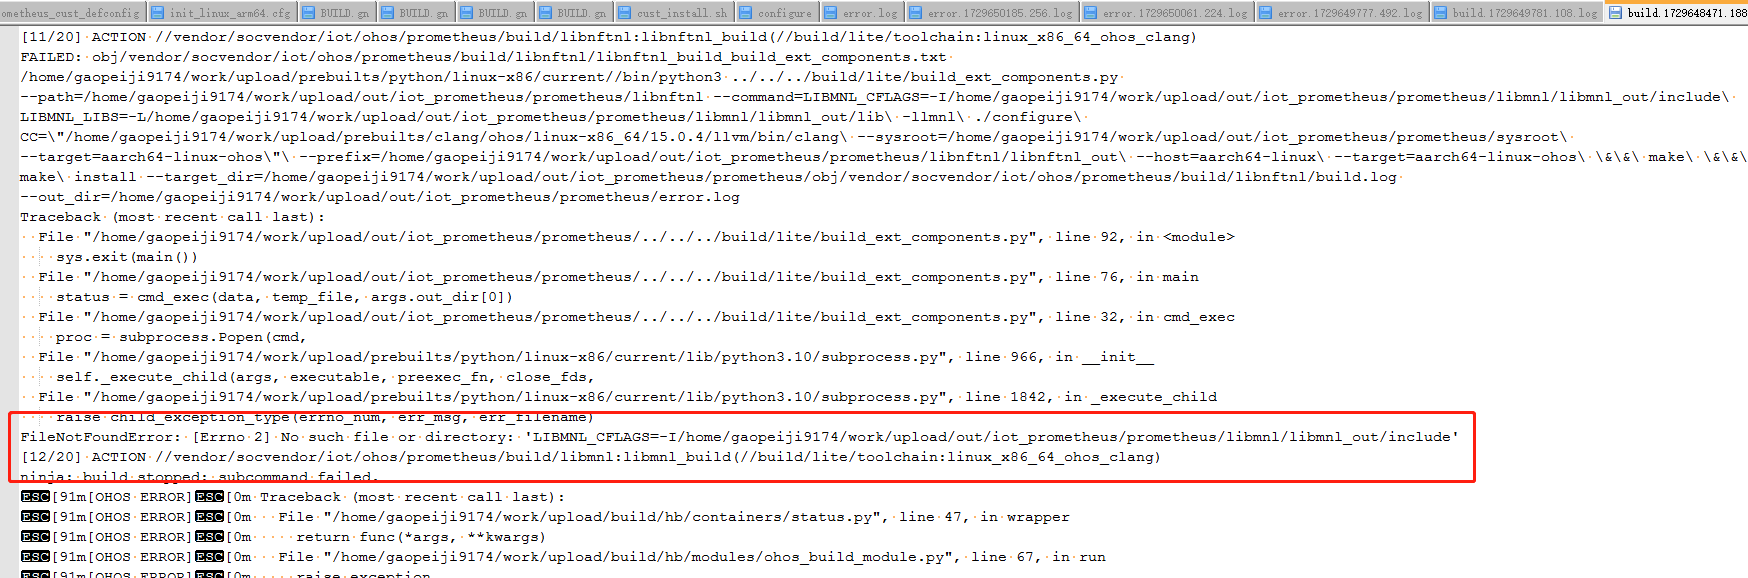 ometheus_cust_defconfig init_linux_arm64.cfg BUILD.gn BUILD.gn BUILD.gn BUILD.gn cust_install.sh configure error.log error.1729650185.256.log error.1729650061.224.log error.1729649777.492.log build.1729649781.108.log build.1729648471.188
[11/20] ACTION //vendor/socvendor/iot/ohos/prometheus/build/libnftnl:libnftnl_build(//build/lite/toolchain:linux_x86_64_ohos_clang)
FAILED: obj/vendor/socvendor/iot/ohos/prometheus/build/libnftnl/libnftnl_build_build_ext_components.txt
/home/gaopeiji9174/work/upload/prebuilts/python/linux-x86/current//bin/python3 ../../../build/lite/build_ext_components.py
--path=/home/gaopeiji9174/work/upload/out/iot_prometheus/prometheus/libnftnl --command=LIBMNL_CFLAGS=-I/home/gaopeiji9174/work/upload/out/iot_prometheus/prometheus/libmnl/libmnl_out/include\
LIBMNL_LIBS=-L/home/gaopeiji9174/work/upload/out/iot_prometheus/prometheus/libmnl/libmnl_out/lib\ -llmnl\ ./configure\
CC=\"/home/gaopeiji9174/work/upload/prebuilts/clang/ohos/linux-x86_64/15.0.4/llvm/bin/clang\ --sysroot=/home/gaopeiji9174/work/upload/out/iot_prometheus/prometheus/sysroot\
--target=aarch64-linux-ohos\"\ --prefix=/home/gaopeiji9174/work/upload/out/iot_prometheus/prometheus/libnftnl/libnftnl_out\ --host=aarch64-linux\ --target=aarch64-linux-ohos\ \&\&\ make\ \&\&\
make\ install --target_dir=/home/gaopeiji9174/work/upload/out/iot_prometheus/prometheus/obj/vendor/socvendor/iot/ohos/prometheus/build/libnftnl/build.log
--out_dir=/home/gaopeiji9174/work/upload/out/iot_prometheus/prometheus/error.log
Traceback (most recent call last):
File "/home/gaopeiji9174/work/upload/out/iot_prometheus/prometheus/../../../build/lite/build_ext_components.py", line 92, in <module>
sys.exit(main())
File "/home/gaopeiji9174/work/upload/out/iot_prometheus/prometheus/../../../build/lite/build_ext_components.py", line 76, in main
status = cmd_exec(data, temp_file, args.out_dir[0])
File "/home/gaopeiji9174/work/upload/out/iot_prometheus/prometheus/../../../build/lite/build_ext_components.py", line 32, in cmd_exec
proc = subprocess.Popen(cmd,
File "/home/gaopeiji9174/work/upload/prebuilts/python/linux-x86/current/lib/python3.10/subprocess.py", line 966, in __init__
self._execute_child(args, executable, preexec_fn, close_fds,
File "/home/gaopeiji9174/work/upload/prebuilts/python/linux-x86/current/lib/python3.10/subprocess.py", line 1842, in _execute_child
raise child_exception_type(errno_num, err_msg, err_filename)
FileNotFoundError: [Errno 2] No such file or directory: 'LIBMNL_CFLAGS=-I/home/gaopeiji9174/work/upload/out/iot_prometheus/prometheus/libmnl/libmnl_out/include'
[12/20] ACTION //vendor/socvendor/iot/ohos/prometheus/build/libmnl:libmnl_build(//build/lite/toolchain:linux_x86_64_ohos_clang)
ninja: build stopped: subcommand failed.
ESC[91m[OHOS ERROR]ESC[0m Traceback (most recent call last):
ESC[91m[OHOS ERROR]ESC[0m File "/home/gaopeiji9174/work/upload/build/hb/containers/status.py", line 47, in wrapper
ESC[91m[OHOS ERROR]ESC[0m return func(*args, **kwargs)
ESC[91m[OHOS ERROR]ESC[0m File "/home/gaopeiji9174/work/upload/build/hb/modules/ohos_build_module.py", line 67, in run
ESC[91m[OHOS ERROR]ESC[0m raise exception